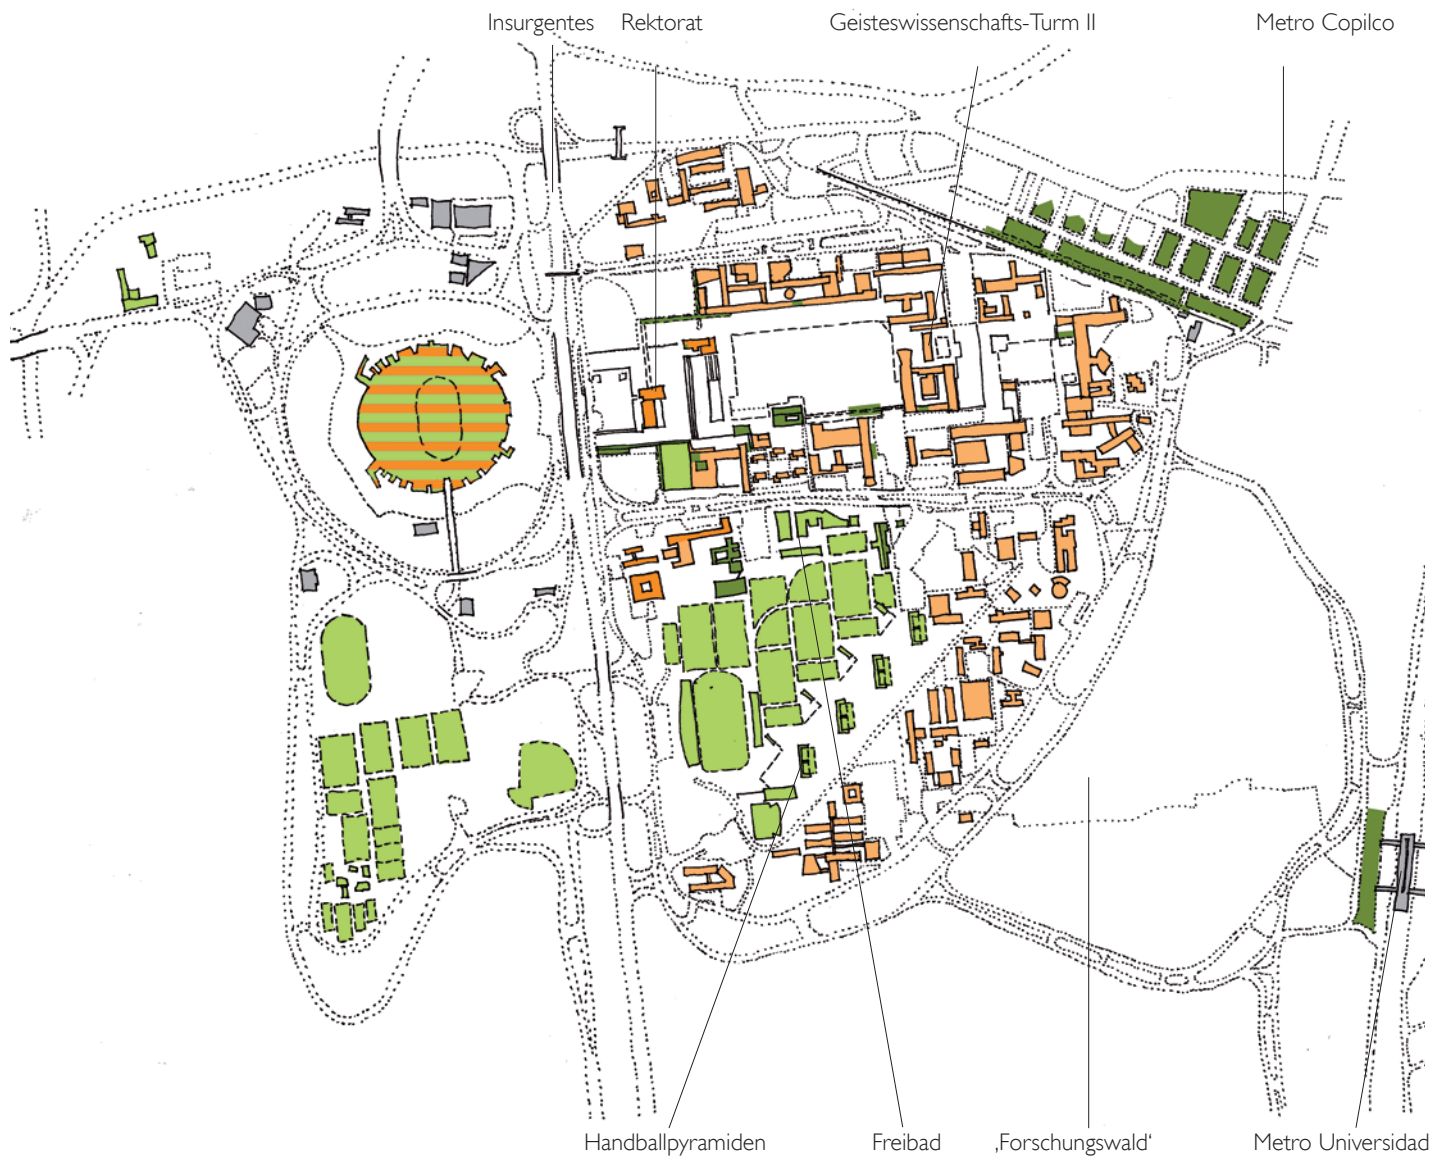 Insurgentes
Rektorat
Geisteswissenschafts-Turm II
Metro Copilco
Handballpyramiden
Freibad
‚Forschungswald‘
Metro Universidad